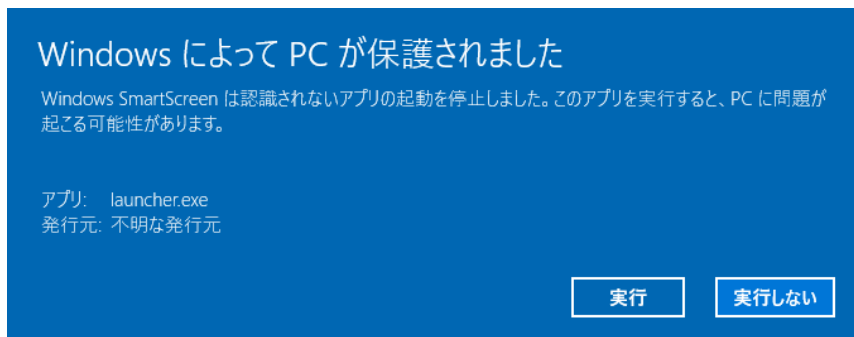 Windows によって PC が保護されました
Windows SmartScreen は認識されないアプリの起動を停止しました。このアプリを実行すると、PC に問題が
起こる可能性があります。
アプリ: launcher.exe
発行元: 不明な発行元
実行 実行しない